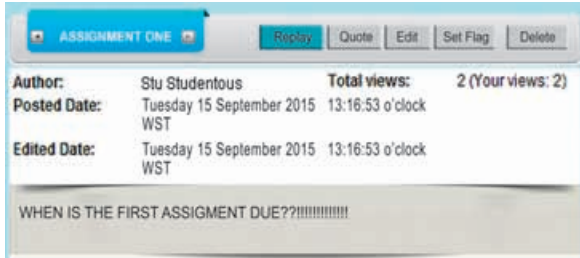 ASSIGNMENT ONE Replay Quote Edit Set Flag Delete
Author: Stu Studentous Total views: 2 (Your views: 2)
Posted Date: Tuesday 15 September 2015 13:16:53 o'clock
WST
Edited Date: Tuesday 15 September 2015 13:16:53 o'clock
WST
WHEN IS THE FIRST ASSIGMENT DUE??!!!!!!!!!!!!!!